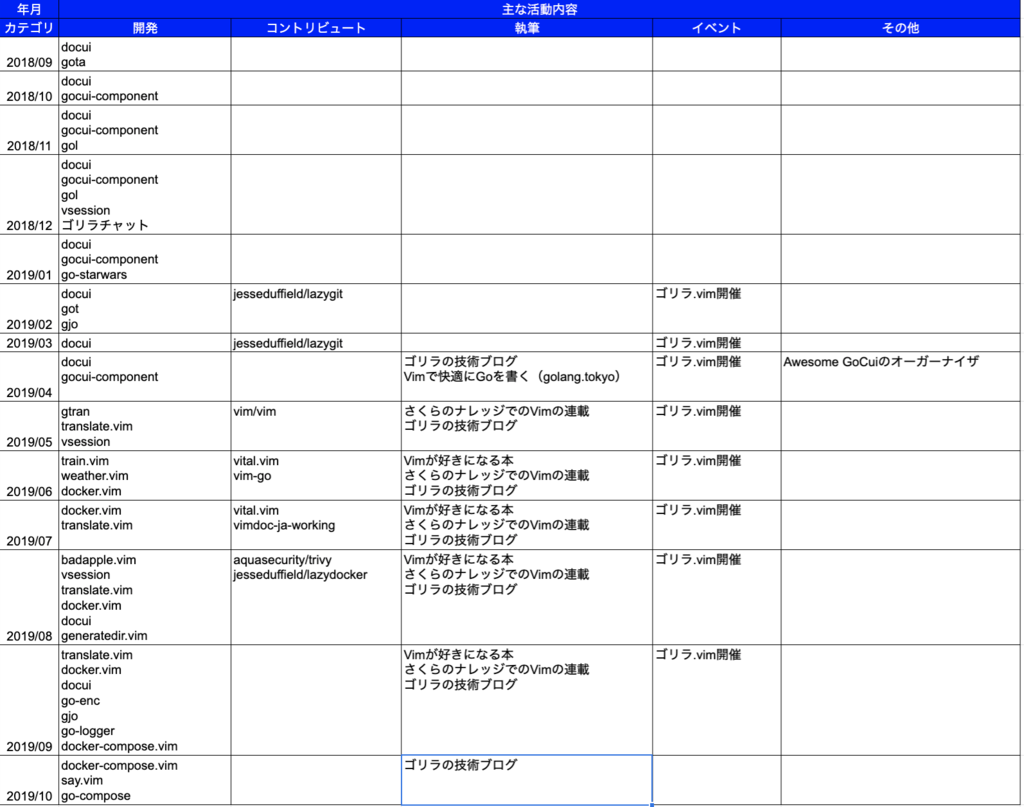 年月 主な活動内容
カテゴリ 開発 コントリビュート 執筆 イベント その他
docui
2018/09 gota
docui
2018/10 gocui-component
docui
gocui-component
2018/11 gol
docui
gocui-component
gol
vsession
2018/12 ゴリラチャット
docui
gocui-component
2019/01 go-starwars
docui jesseduffield/lazygit ゴリラ.vim開催
got
2019/02 gjo
2019/03 docui jesseduffield/lazygit ゴリラ.vim開催
docui ゴリラの技術ブログ ゴリラ.vim開催 Awesome GoCuiのオーガーナイザ
gocui-component Vimで快適にGoを書く（golang.tokyo）
2019/04
gtran vim/vim さくらのナレッジでのVimの連載 ゴリラ.vim開催
translate.vim ゴリラの技術ブログ
2019/05 vsession
train.vim vital.vim Vimが好きになる本 ゴリラ.vim開催
weather.vim vim-go さくらのナレッジでのVimの連載
2019/06 docker.vim ゴリラの技術ブログ
docker.vim vital.vim Vimが好きになる本 ゴリラ.vim開催
translate.vim vimdoc-ja-working さくらのナレッジでのVimの連載
2019/07 ゴリラの技術ブログ
badapple.vim aquasecurity/trivy Vimが好きになる本 ゴリラ.vim開催
vsession jesseduffield/lazydocker さくらのナレッジでのVimの連載
translate.vim ゴリラの技術ブログ
docker.vim
docui
2019/08 generatedir.vim
translate.vim Vimが好きになる本 ゴリラ.vim開催
docker.vim さくらのナレッジでのVimの連載
docui ゴリラの技術ブログ
go-enc
gjo
go-logger
2019/09 docker-compose.vim
docker-compose.vim ゴリラの技術ブログ
say.vim
2019/10 go-compose